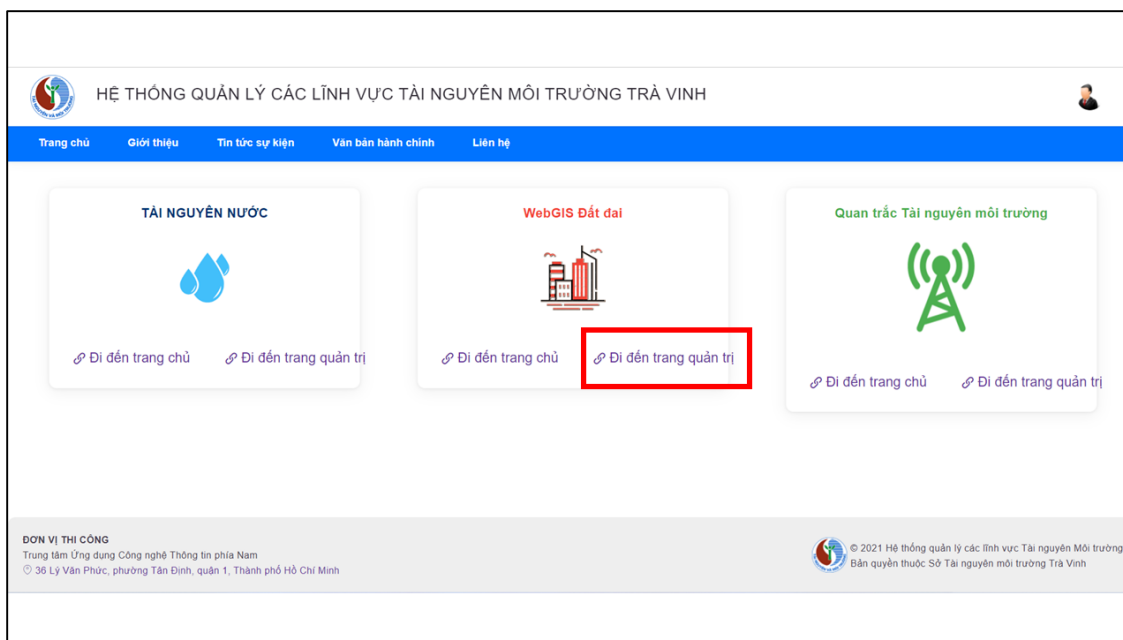 HỆ THỐNG QUẢN LÝ CÁC LĨNH VỰC TÀI NGUYÊN MÔI TRƯỜNG TRÀ VINH
Trang chủ Giới thiệu Tin tức sự kiện Văn bản hành chính Liên hệ
TÀI NGUYÊN NƯỚC
Đi đến trang chủ Đi đến trang quản trị
WebGIS Đất đai
Đi đến trang chủ Đi đến trang quản trị
Quan trắc Tài nguyên môi trường
Đi đến trang chủ Đi đến trang quản trị
ĐƠN VỊ THI CÔNG
Trung tâm Ứng dụng Công nghệ Thông tin phía Nam
36 Lý Văn Phức, phường Tân Định, quận 1, Thành phố Hồ Chí Minh
© 2021 Hệ thống quản lý các lĩnh vực Tài nguyên Môi trường
Bản quyền thuộc Sở Tài nguyên môi trường Trà Vinh